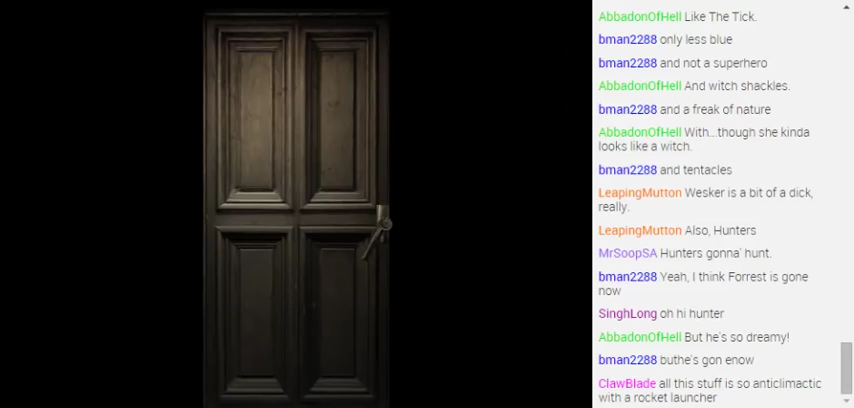 AbbadonOfHell Like The Tick.
bman2288 only less blue
bman2288 and not a superhero
AbbadonOfHell And witch shackles.
bman2288 and a freak of nature
AbbadonOfHell With...though she kinda
looks like a witch.
bman2288 and tentacles
LeapingMutton Wesker is a bit of a dick,
really.
LeapingMutton Also, Hunters
MrSoopSA Hunters gonna` hunt.
bman2288 Yeah, I think Forrest is gone
now
SinghLong oh hi hunter
AbbadonOfHell But he's so dreamy!
bman2288 buthe's gon enow
ClawBlade all this stuff is so anticlimactic
with a rocket launcher